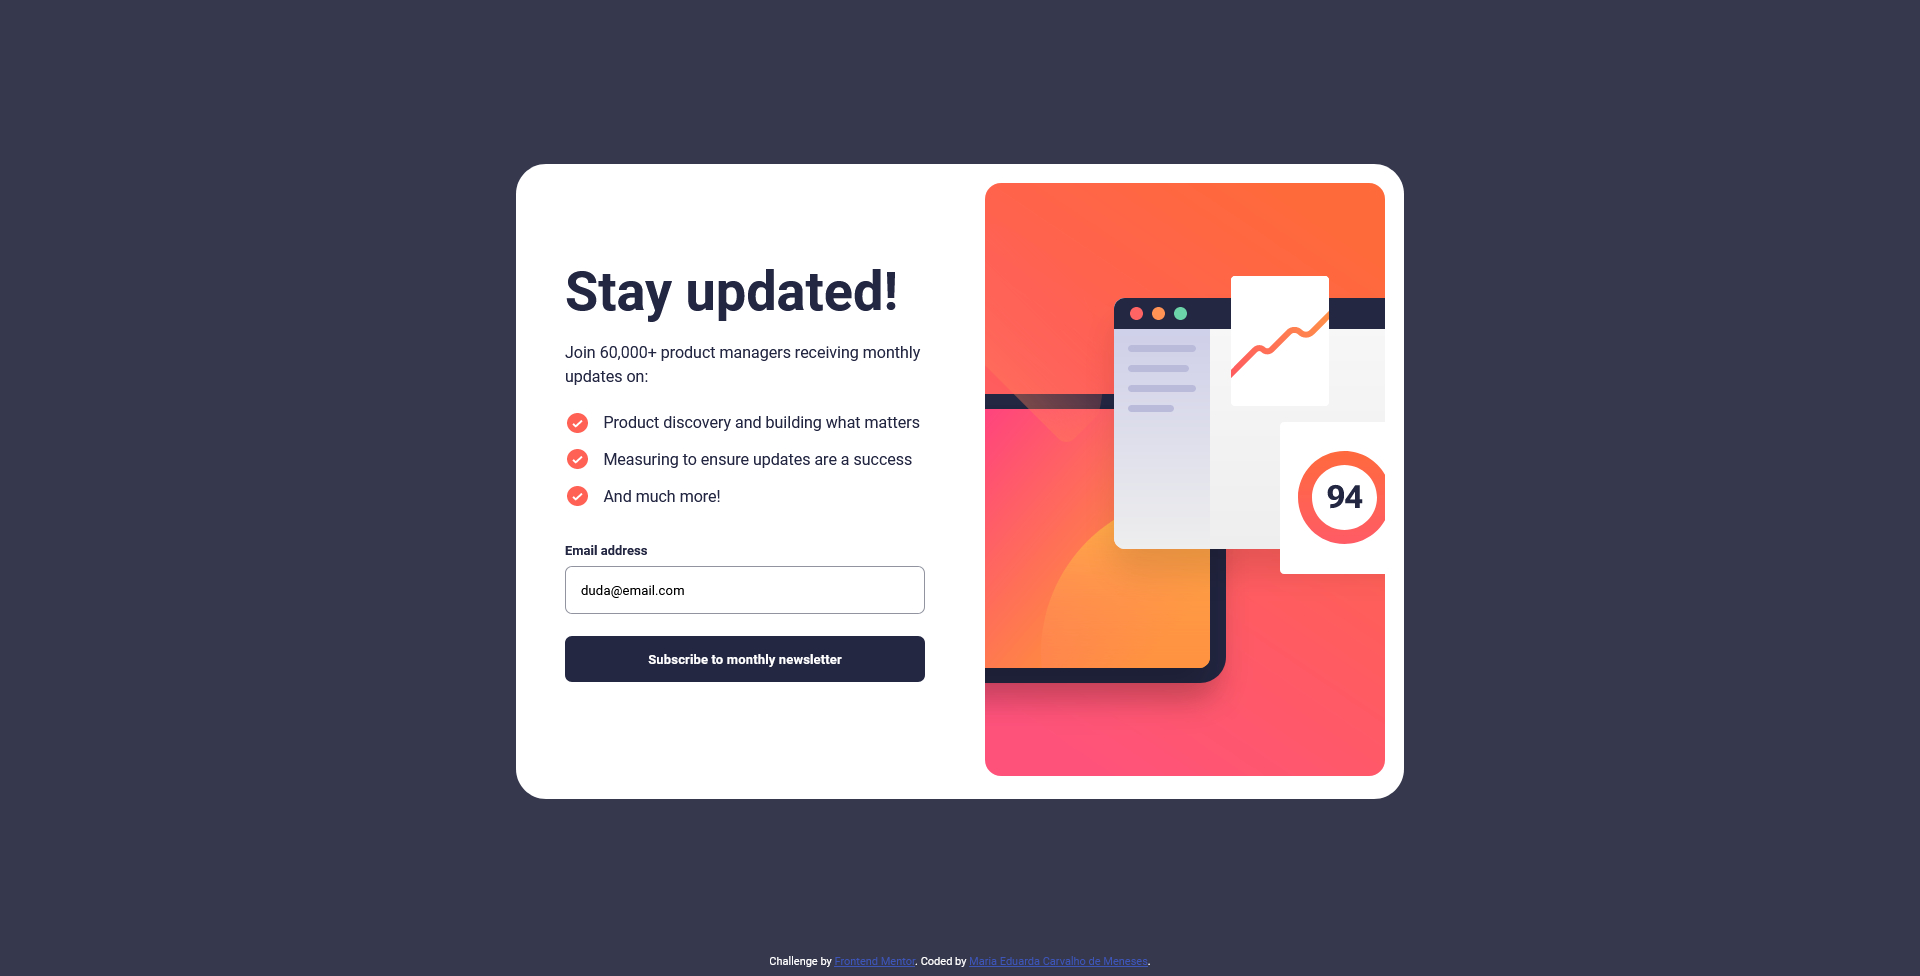 Stay updated!
Join 60,000+ product managers receiving monthly
updates on:
Product discovery and building what matters
Measuring to ensure updates are a success
And much more!
Email address
duda@email.com
Subscribe to monthly newsletter
94
Challenge by Frontend Mentor. Coded by Maria Eduarda Carvalho de Meneses.